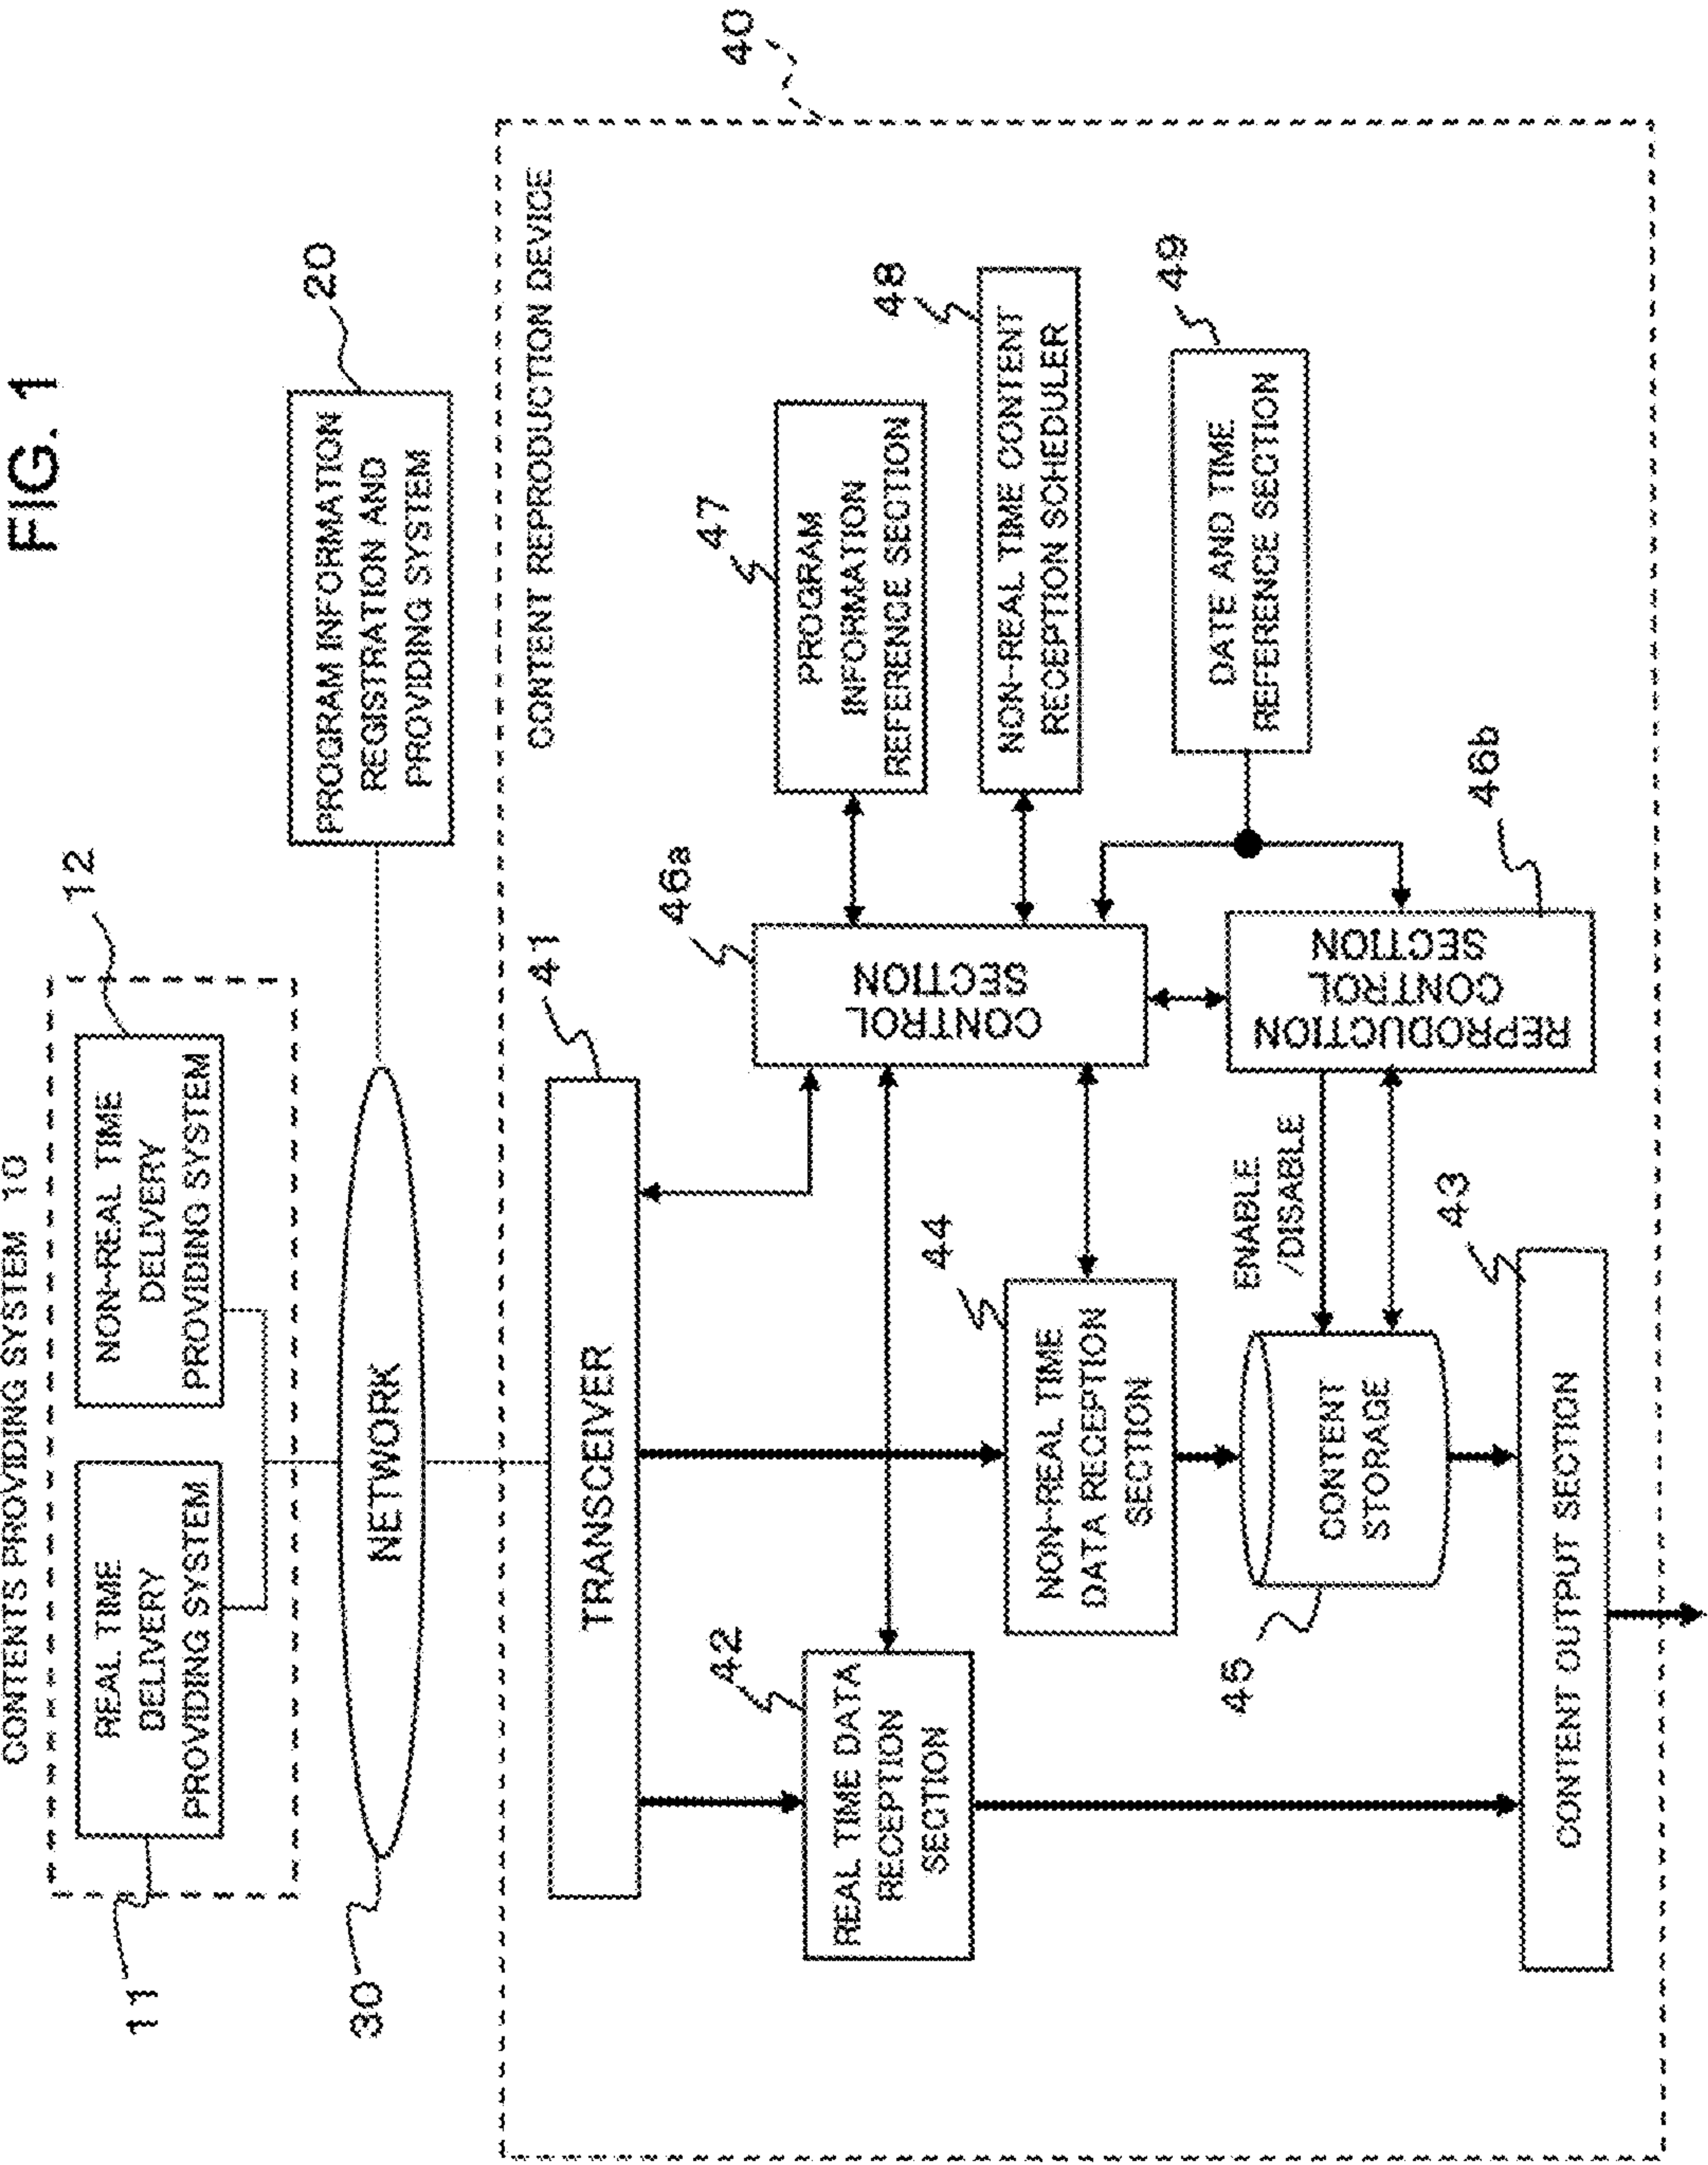 FIG. 1
CONTENTS PROVIDING SYSTEM 10
11
REAL TIME
DELIVERY
PROVIDING SYSTEM
12
NON-REAL TIME
DELIVERY
PROVIDING SYSTEM
20
PROGRAM INFORMATION
REGISTRATION AND
PROVIDING SYSTEM
30
NETWORK
40
CONTENT REPRODUCTION DEVICE
41
TRANSCEIVER
42
REAL TIME DATA
RECEPTION
SECTION
44
NON-REAL TIME
DATA RECEPTION
SECTION
46a
CONTROL
SECTION
47
PROGRAM
INFORMATION
REFERENCE SECTION
48
NON-REAL TIME CONTENT
RECEPTION SCHEDULER
49
DATE AND TIME
REFERENCE SECTION
46b
REPRODUCTION
CONTROL
SECTION
ENABLE
/DISABLE
45
CONTENT
STORAGE
43
CONTENT OUTPUT SECTION